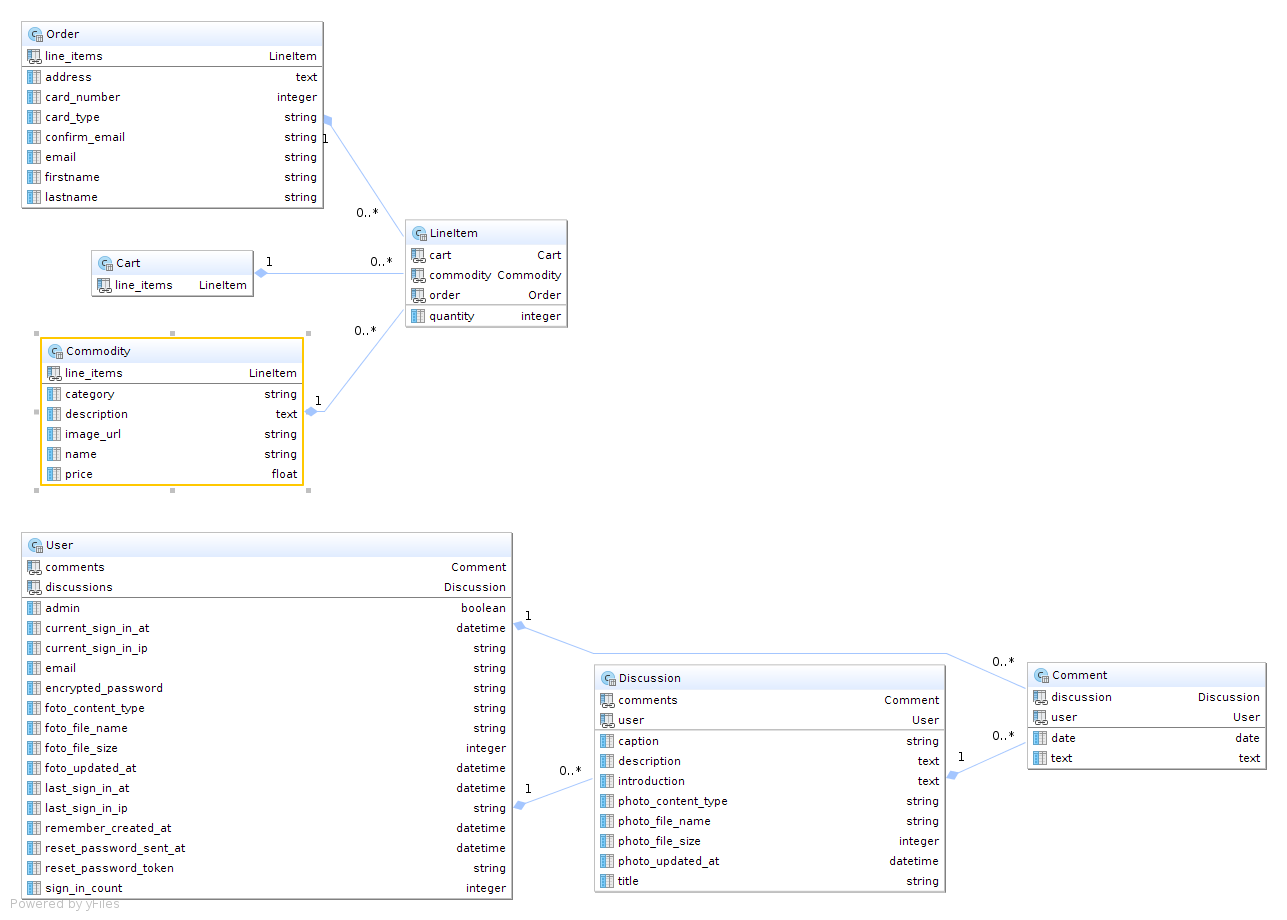 Order
line_items LineItem
address text
card_number integer
card_type string
confirm_email string
email string
firstname string
lastname string
1
0..*
LineItem
cart Cart
commodity Commodity
order Order
quantity integer
Cart
line_items LineItem
1
0..*
Commodity
line_items LineItem
category string
description text
image_url string
name string
price float
1
0..*
User
comments Comment
discussions Discussion
admin boolean
current_sign_in_at datetime
current_sign_in_ip string
email string
encrypted_password string
foto_content_type string
foto_file_name string
foto_file_size integer
foto_updated_at datetime
last_sign_in_at datetime
last_sign_in_ip string
remember_created_at datetime
reset_password_sent_at datetime
reset_password_token string
sign_in_count integer
1
0..*
1
0..*
Discussion
comments Comment
user User
caption string
description text
introduction text
photo_content_type string
photo_file_name string
photo_file_size integer
photo_updated_at datetime
title string
1
0..*
Comment
discussion Discussion
user User
date date
text text
Powered by yFiles